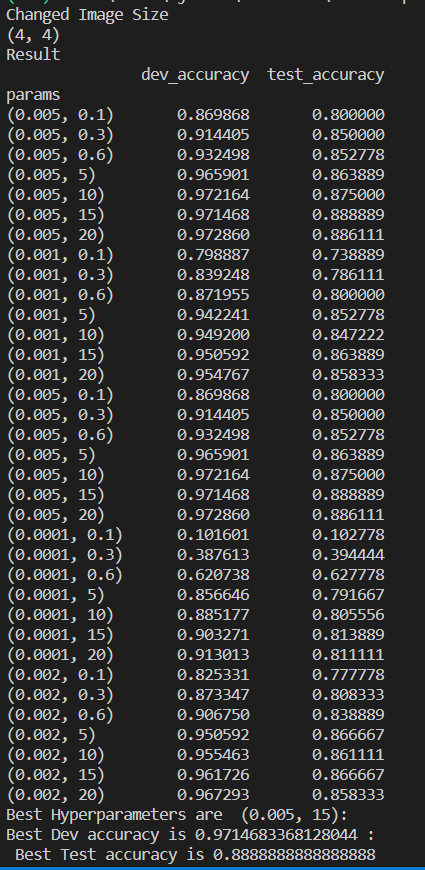 Changed Image Size
(4, 4)
Result
dev_accuracy test_accuracy
params
(0.005, 0.1) 0.869868 0.800000
(0.005, 0.3) 0.914405 0.850000
(0.005, 0.6) 0.932498 0.852778
(0.005, 5) 0.965901 0.863889
(0.005, 10) 0.972164 0.875000
(0.005, 15) 0.971468 0.888889
(0.005, 20) 0.972860 0.886111
(0.001, 0.1) 0.798887 0.738889
(0.001, 0.3) 0.839248 0.786111
(0.001, 0.6) 0.871955 0.800000
(0.001, 5) 0.942241 0.852778
(0.001, 10) 0.949200 0.847222
(0.001, 15) 0.950592 0.863889
(0.001, 20) 0.954767 0.858333
(0.005, 0.1) 0.869868 0.800000
(0.005, 0.3) 0.914405 0.850000
(0.005, 0.6) 0.932498 0.852778
(0.005, 5) 0.965901 0.863889
(0.005, 10) 0.972164 0.875000
(0.005, 15) 0.971468 0.888889
(0.005, 20) 0.972860 0.886111
(0.0001, 0.1) 0.101601 0.102778
(0.0001, 0.3) 0.387613 0.394444
(0.0001, 0.6) 0.620738 0.627778
(0.0001, 5) 0.856646 0.791667
(0.0001, 10) 0.885177 0.805556
(0.0001, 15) 0.903271 0.813889
(0.0001, 20) 0.913013 0.811111
(0.002, 0.1) 0.825331 0.777778
(0.002, 0.3) 0.873347 0.808333
(0.002, 0.6) 0.906750 0.838889
(0.002, 5) 0.950592 0.866667
(0.002, 10) 0.955463 0.861111
(0.002, 15) 0.961726 0.866667
(0.002, 20) 0.967293 0.858333
Best Hyperparameters are  (0.005, 15):
Best Dev accuracy is 0.9714683368128044 :
 Best Test accuracy is 0.8888888888888888